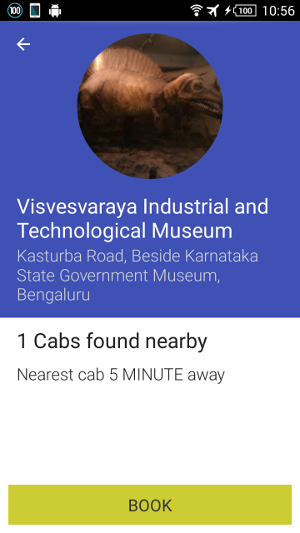 100 100 10:56
Visvesvaraya Industrial and
Technological Museum
Kasturba Road, Beside Karnataka
State Government Museum,
Bengaluru
1 Cabs found nearby
Nearest cab 5 MINUTE away
BOOK